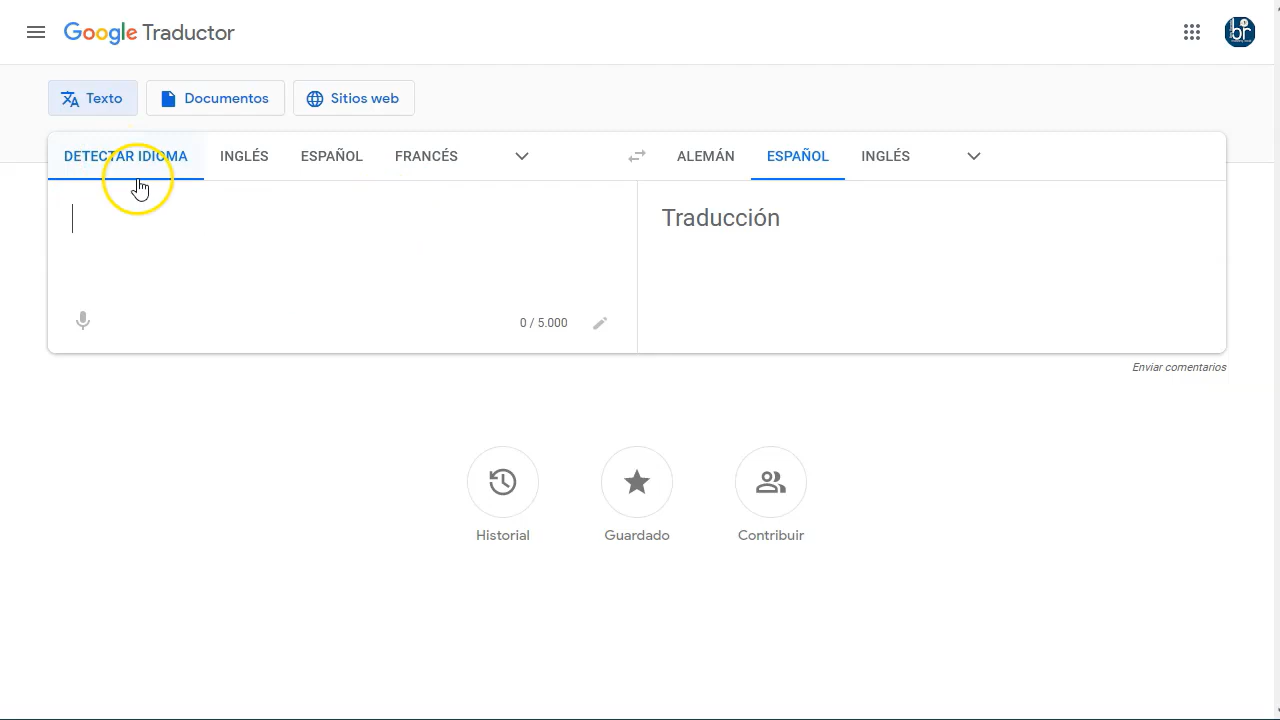 Google Traductor
Texto Documentos Sitios web
DETECTAR IDIOMA INGLÉS ESPAÑOL FRANCÉS ALEMÁN ESPAÑOL INGLÉS
Traducción
0 / 5.000
Enviar comentarios
Historial Guardado Contribuir